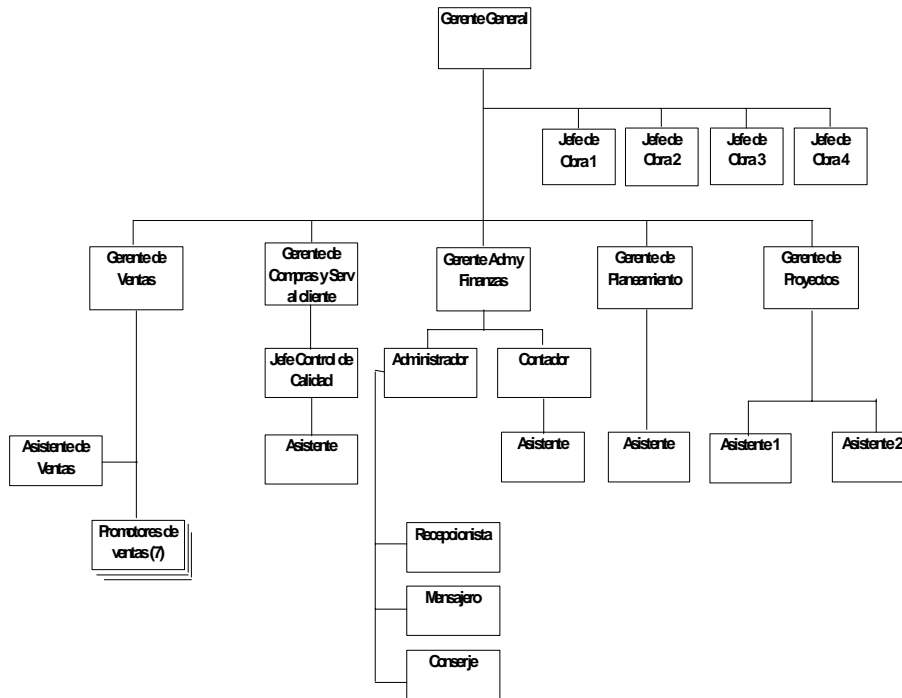 Gerente General
Jefe de
Obra 1
Jefe de
Obra 2
Jefe de
Obra 3
Jefe de
Obra 4
Gerente de
Ventas
Gerente de
Compras y Serv
al cliente
Gerente Adm y
Finanzas
Gerente de
Planeamiento
Gerente de
Proyectos
Jefe Control de
Calidad
Administrador
Contador
Asistente de
Ventas
Asistente
Asistente
Asistente
Asistente 1
Asistente 2
Promotores de
ventas (7)
Recepcionista
Mensajero
Conserje